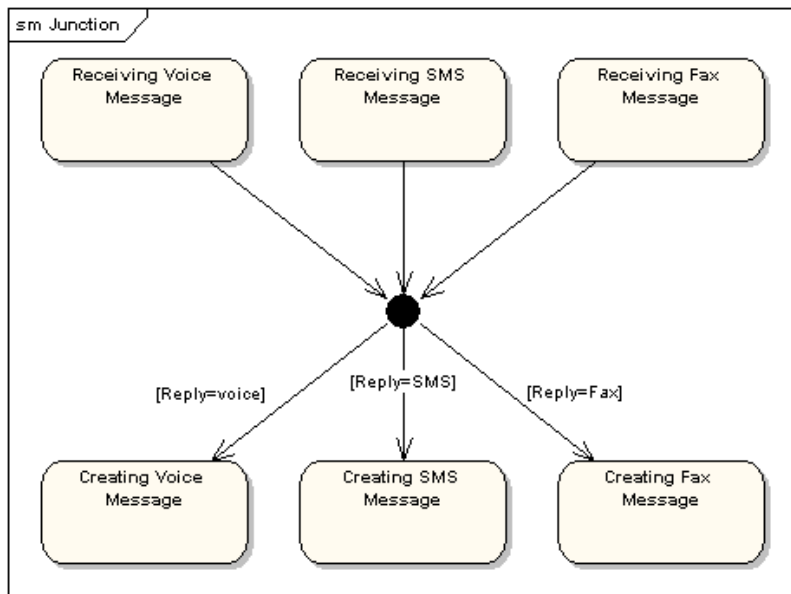 sm Junction
Receiving Voice
Message
Receiving SMS
Message
Receiving Fax
Message
[Reply=voice]
[Reply=SMS]
[Reply=Fax]
Creating Voice
Message
Creating SMS
Message
Creating Fax
Message